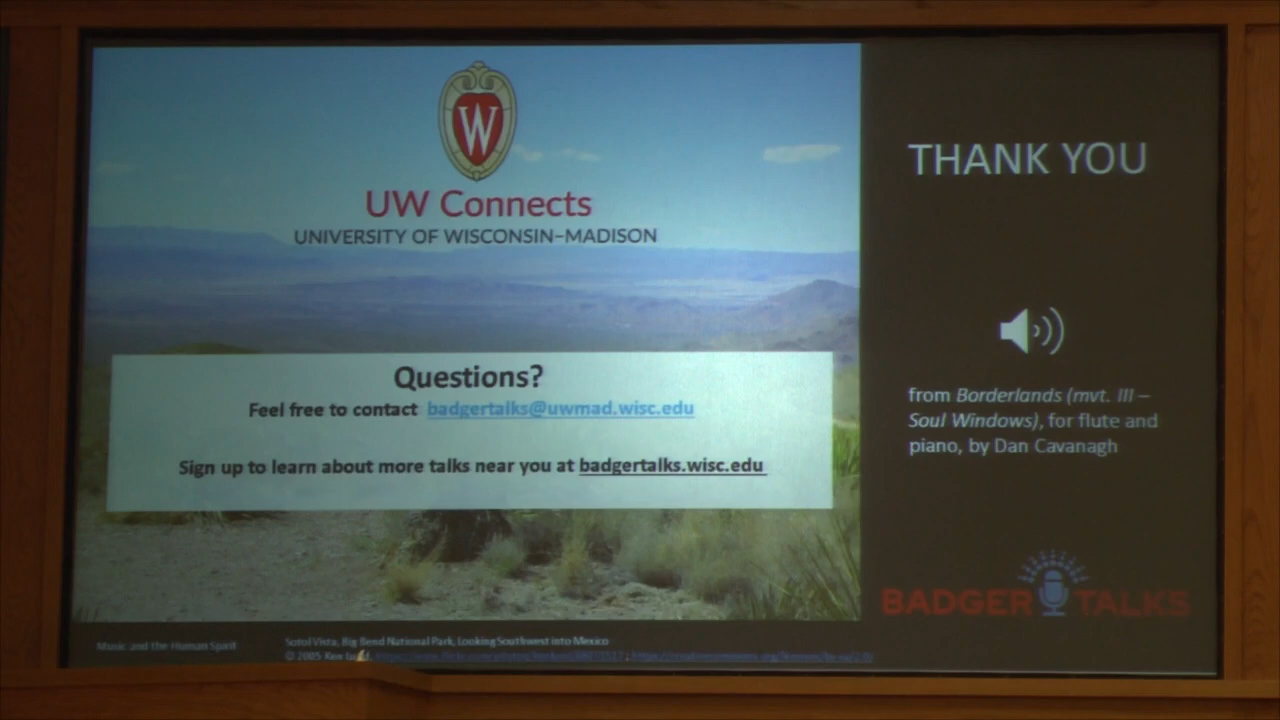 W
UW Connects
UNIVERSITY OF WISCONSIN–MADISON
Questions?
Feel free to contact badgertalks@uwmad.wisc.edu
Sign up to learn about more talks near you at badgertalks.wisc.edu
THANK YOU
from Borderlands (mvt. III –
Soul Windows), for flute and
piano, by Dan Cavanagh
BADGER TALKS
Music and the Human Spirit
Sotol Vista, Big Bend National Park, Looking Southwest into Mexico
© 2005 Ken